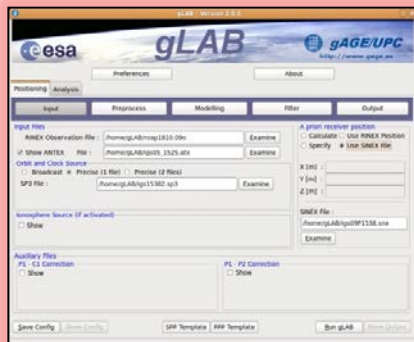 gLAB - Version 2.0.0
esa
gLAB
gAGE/UPC
http://www.gage.es
Preferences
About
Positioning
Analysis
Input
Preprocess
Modelling
Filter
Output
Input Files
RINEX Observation File :
/home/gLAB/roap1810.09o
Examine
Show ANTEX File :
/home/gLAB/igs05_1525.atx
Examine
Orbit and Clock Source
Broadcast
Precise (1 file)
Precise (2 files)
SP3 File :
/home/gLAB/igs15382.sp3
Examine
Ionosphere Source (if activated)
Show
A priori receiver position
Calculate
Use RINEX Position
Specify
Use SINEX File
X [m] :
Y [m] :
Z [m] :
SINEX File :
/home/gLAB/igs09P1538.snx
Examine
Auxiliary Files
P1 - C1 Correction
Show
P1 - P2 Correction
Show
Save Config
SPP Template
PPP Template
Run gLAB
Show Output